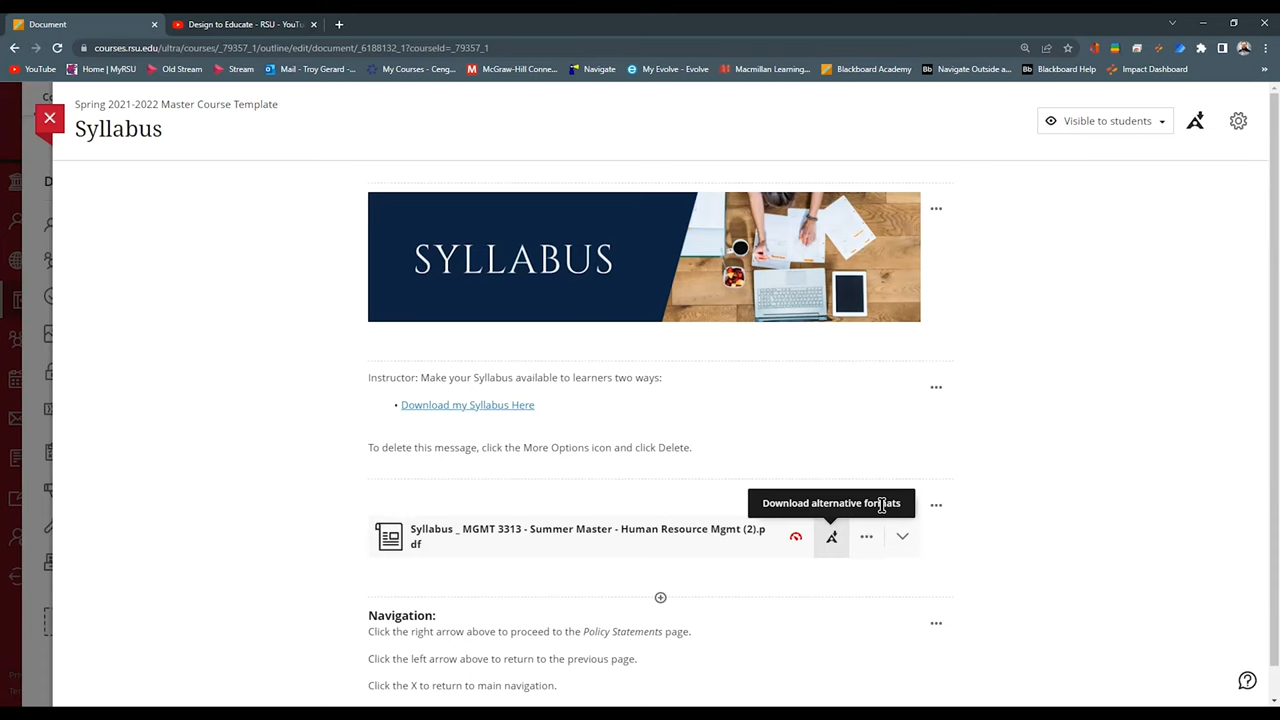 Document
Design to Educate - RSU - YouTu
courses.rsu.edu/ultra/courses/_79357_1/outline/edit/document/_6188132_1?courseId=_79357_1
YouTube
Home | MyRSU
Old Stream
Stream
Mail - Troy Gerard -...
My Courses - Ceng...
McGraw-Hill Conne...
Navigate
My Evolve - Evolve
Macmillan Learning...
Blackboard Academy
Navigate Outside a...
Blackboard Help
Impact Dashboard
Spring 2021-2022 Master Course Template
Syllabus
Visible to students
SYLLABUS
Instructor: Make your Syllabus available to learners two ways:
• Download my Syllabus Here
To delete this message, click the More Options icon and click Delete.
Download alternative formats
Syllabus _ MGMT 3313 - Summer Master - Human Resource Mgmt (2).p
df
Navigation:
Click the right arrow above to proceed to the Policy Statements page.
Click the left arrow above to return to the previous page.
Click the X to return to main navigation.